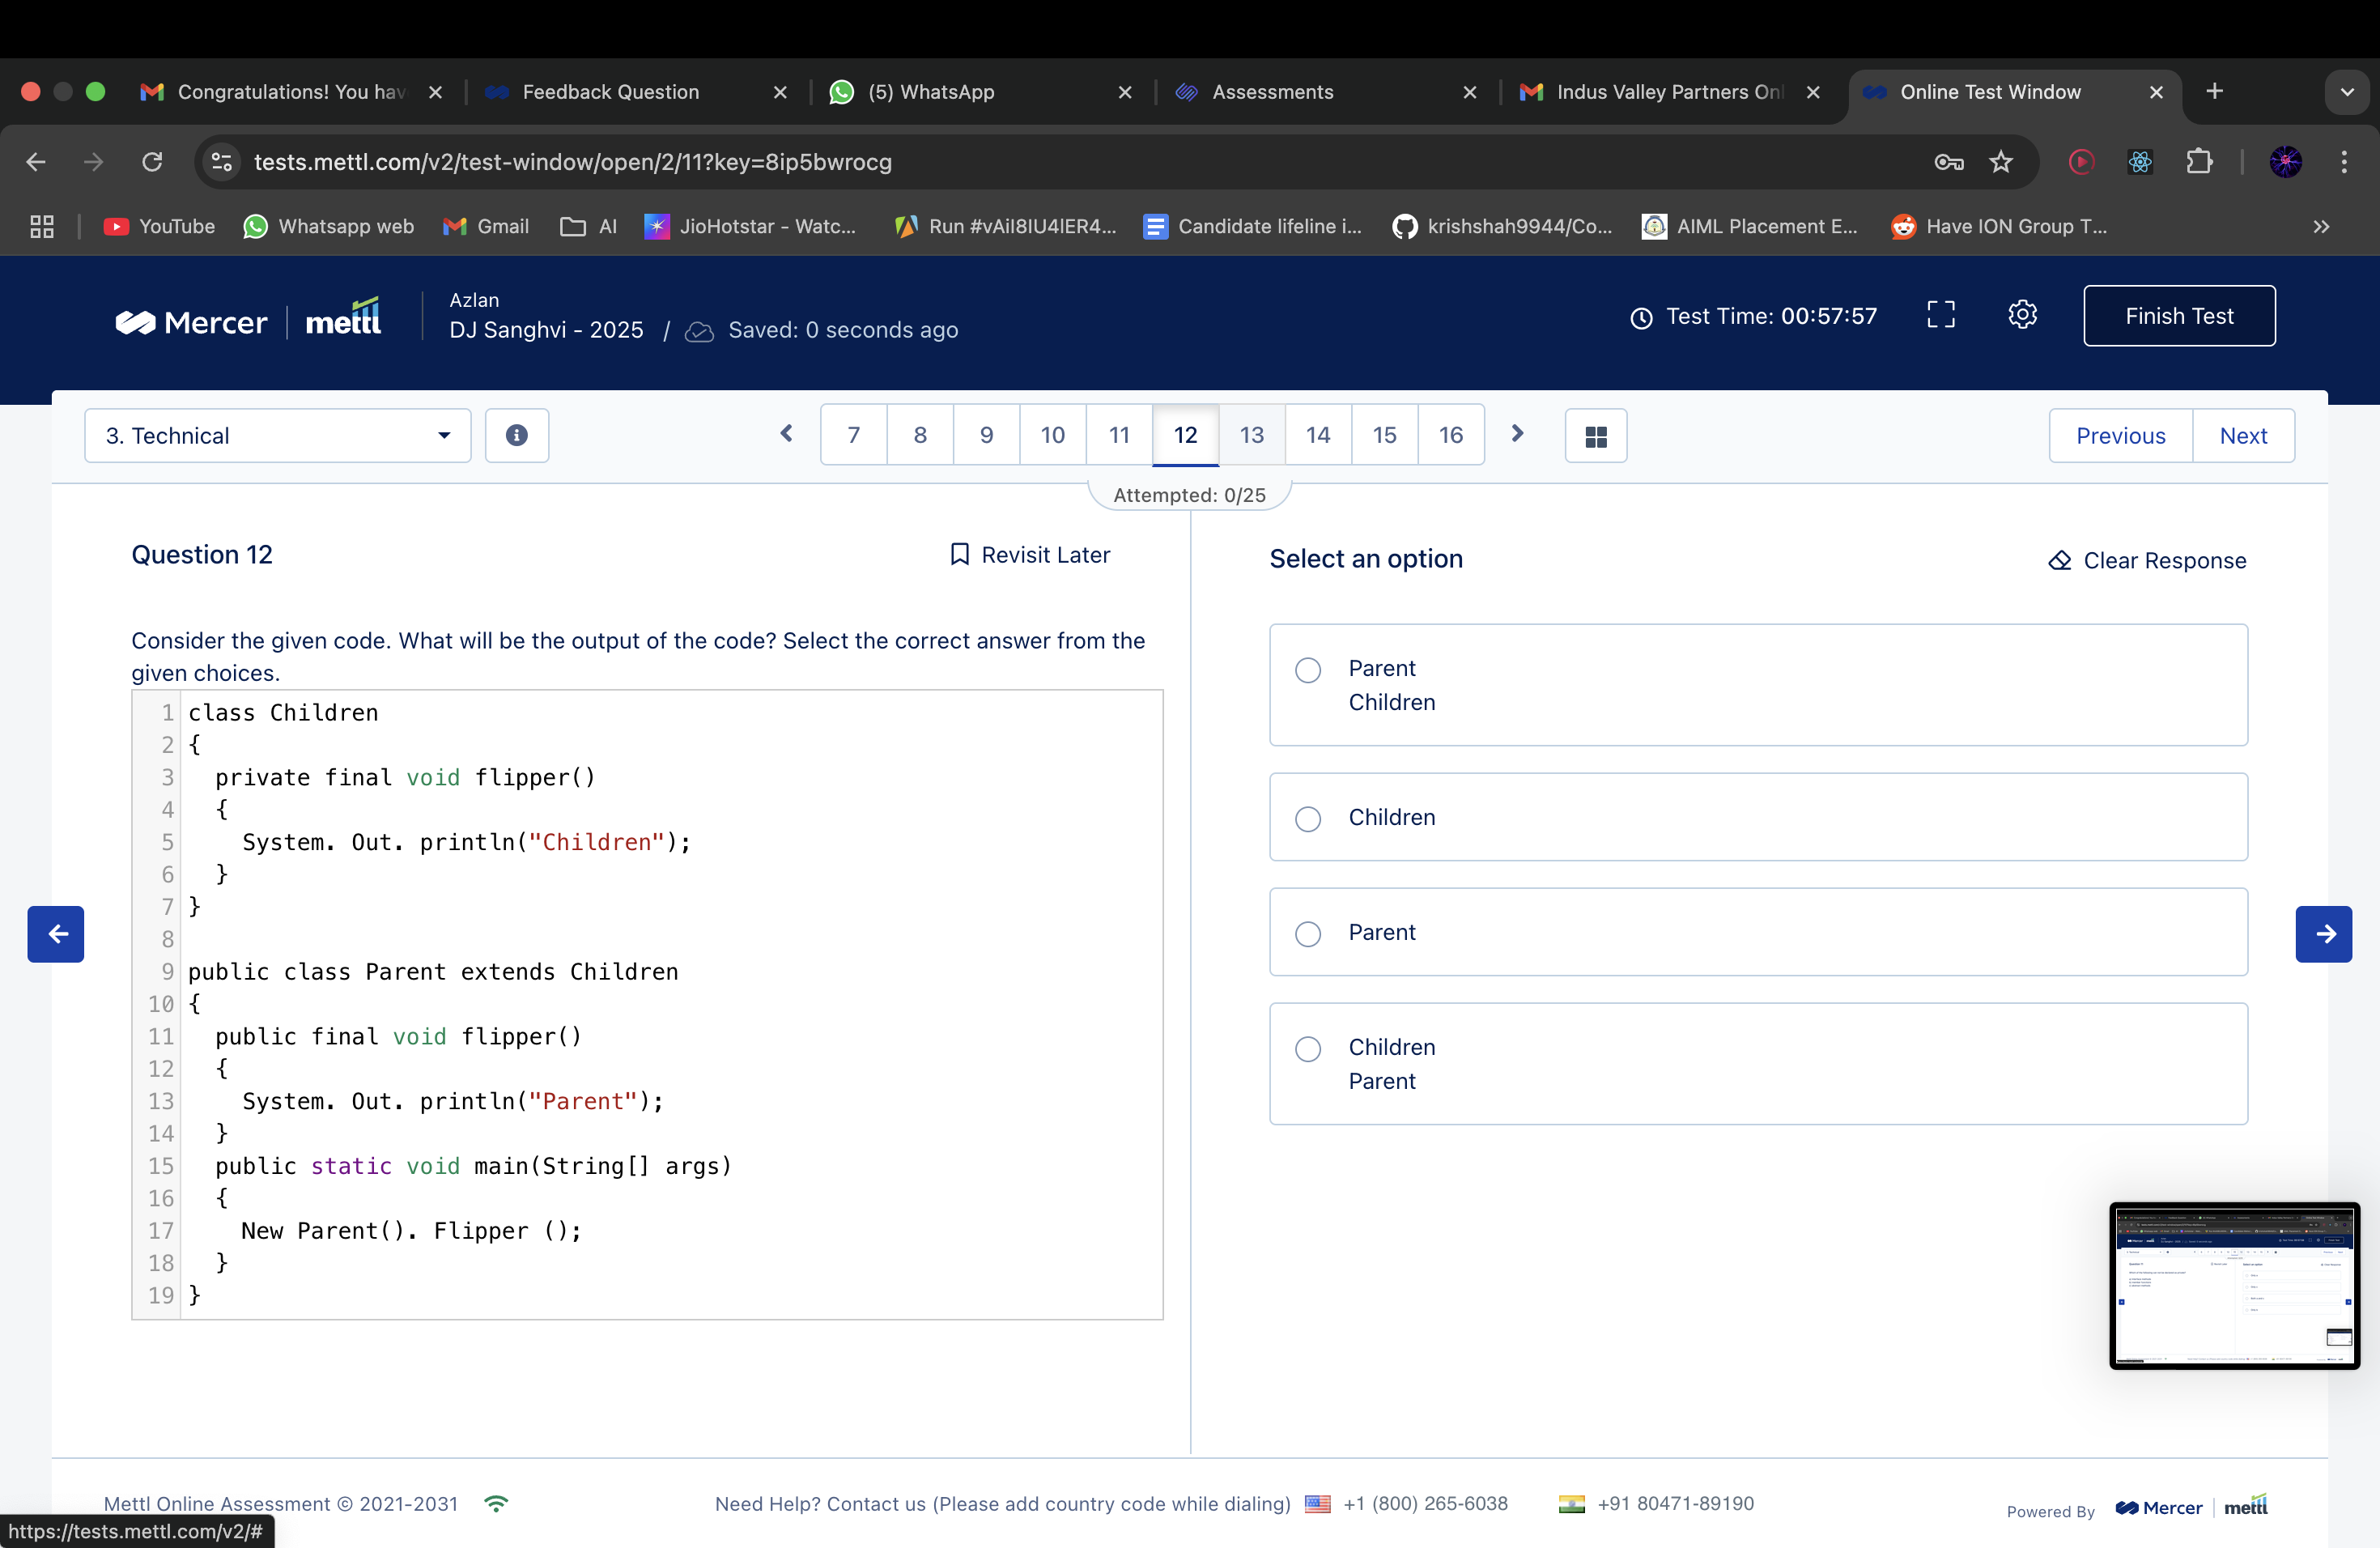 Congratulations! You hav
Feedback Question
(5) WhatsApp
Assessments
Indus Valley Partners Onl
Online Test Window
tests.mettl.com/v2/test-window/open/2/11?key=8ip5bwrocg
YouTube
Whatsapp web
Gmail
AI
JioHotstar - Watc...
Run #vAiI8IU4lER4...
Candidate lifeline i...
krishshah9944/Co...
AIML Placement E...
Have ION Group T...
Mercer | mettl
Azlan
DJ Sanghvi - 2025 / Saved: 0 seconds ago
Test Time: 00:57:57
Finish Test
3. Technical
7 8 9 10 11 12 13 14 15 16
Previous Next
Attempted: 0/25
Question 12
Revisit Later
Consider the given code. What will be the output of the code? Select the correct answer from the
given choices.
1 class Children
2 {
3 private final void flipper()
4 {
5 System. Out. println("Children");
6 }
7 }
8
9 public class Parent extends Children
10 {
11 public final void flipper()
12 {
13 System. Out. println("Parent");
14 }
15 public static void main(String[] args)
16 {
17 New Parent(). Flipper ();
18 }
19 }
Select an option
Clear Response
Parent
Children
Children
Parent
Children
Parent
Mettl Online Assessment © 2021-2031
Need Help? Contact us (Please add country code while dialing) +1 (800) 265-6038 +91 80471-89190
Powered By Mercer | mettl
https://tests.mettl.com/v2/#